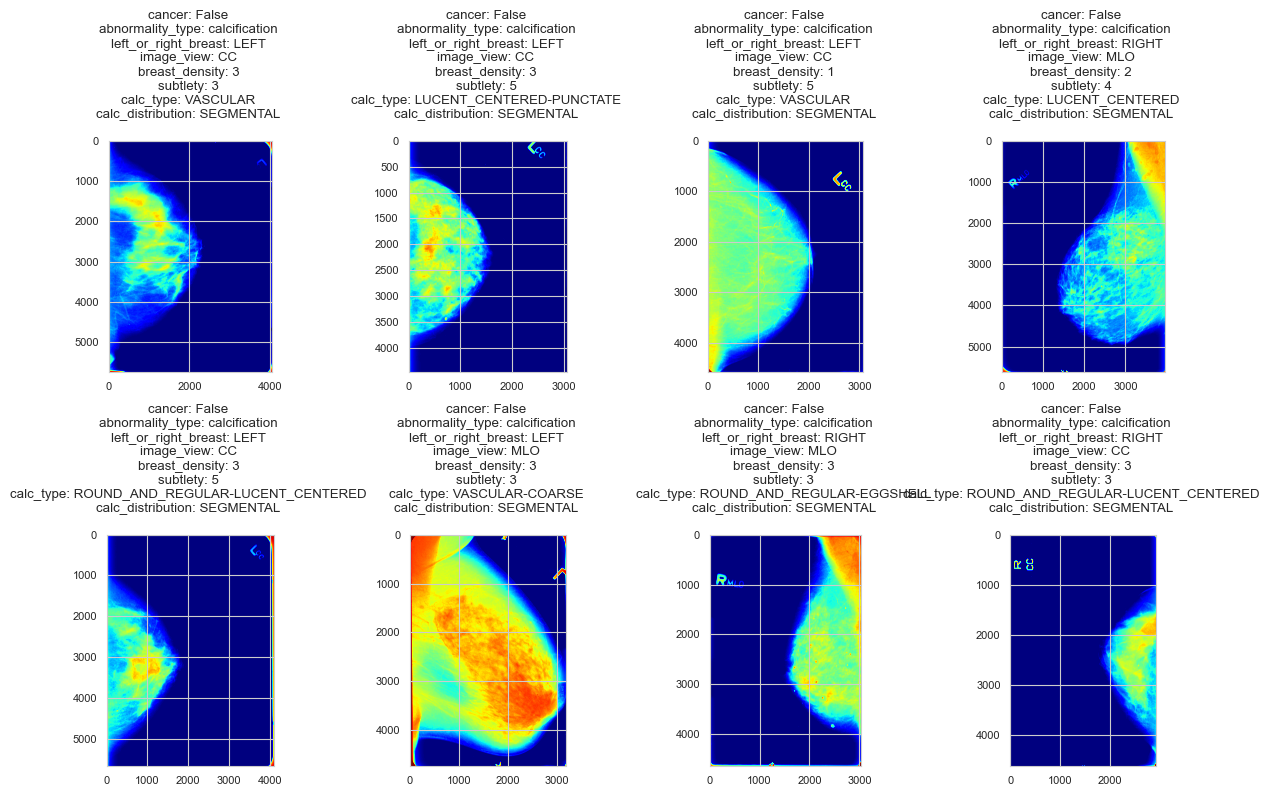 cancer: False
abnormality_type: calcification
left_or_right_breast: LEFT
image_view: CC
breast_density: 3
subtlety: 3
calc_type: VASCULAR
calc_distribution: SEGMENTAL
0
1000
2000
3000
4000
5000
0 2000 4000
cancer: False
abnormality_type: calcification
left_or_right_breast: LEFT
image_view: CC
breast_density: 3
subtlety: 5
calc_type: LUCENT_CENTERED-PUNCTATE
calc_distribution: SEGMENTAL
0
500
1000
1500
2000
2500
3000
3500
4000
CC
0 1000 2000 3000
cancer: False
abnormality_type: calcification
left_or_right_breast: LEFT
image_view: CC
breast_density: 1
subtlety: 5
calc_type: VASCULAR
calc_distribution: SEGMENTAL
0
1000
2000
3000
4000
CC
0 1000 2000 3000
cancer: False
abnormality_type: calcification
left_or_right_breast: RIGHT
image_view: MLO
breast_density: 2
subtlety: 4
calc_type: LUCENT_CENTERED
calc_distribution: SEGMENTAL
0
1000
2000
3000
4000
5000
R
0 1000 2000 3000
cancer: False
abnormality_type: calcification
left_or_right_breast: LEFT
image_view: CC
breast_density: 3
subtlety: 5
calc_type: ROUND_AND_REGULAR-LUCENT_CENTERED
calc_distribution: SEGMENTAL
0
1000
2000
3000
4000
5000
0 1000 2000 3000 4000
cancer: False
abnormality_type: calcification
left_or_right_breast: LEFT
image_view: MLO
breast_density: 3
subtlety: 3
calc_type: VASCULAR-COARSE
calc_distribution: SEGMENTAL
0
1000
2000
3000
4000
0 1000 2000 3000
cancer: False
abnormality_type: calcification
left_or_right_breast: RIGHT
image_view: MLO
breast_density: 3
subtlety: 3
calc_type: ROUND_AND_REGULAR-EGGSHELL
calc_distribution: SEGMENTAL
0
1000
2000
3000
4000
R
0 1000 2000 3000
cancer: False
abnormality_type: calcification
left_or_right_breast: RIGHT
image_view: CC
breast_density: 3
subtlety: 3
calc_type: ROUND_AND_REGULAR-LUCENT_CENTERED
calc_distribution: SEGMENTAL
0
1000
2000
3000
4000
R
CC
0 1000 2000